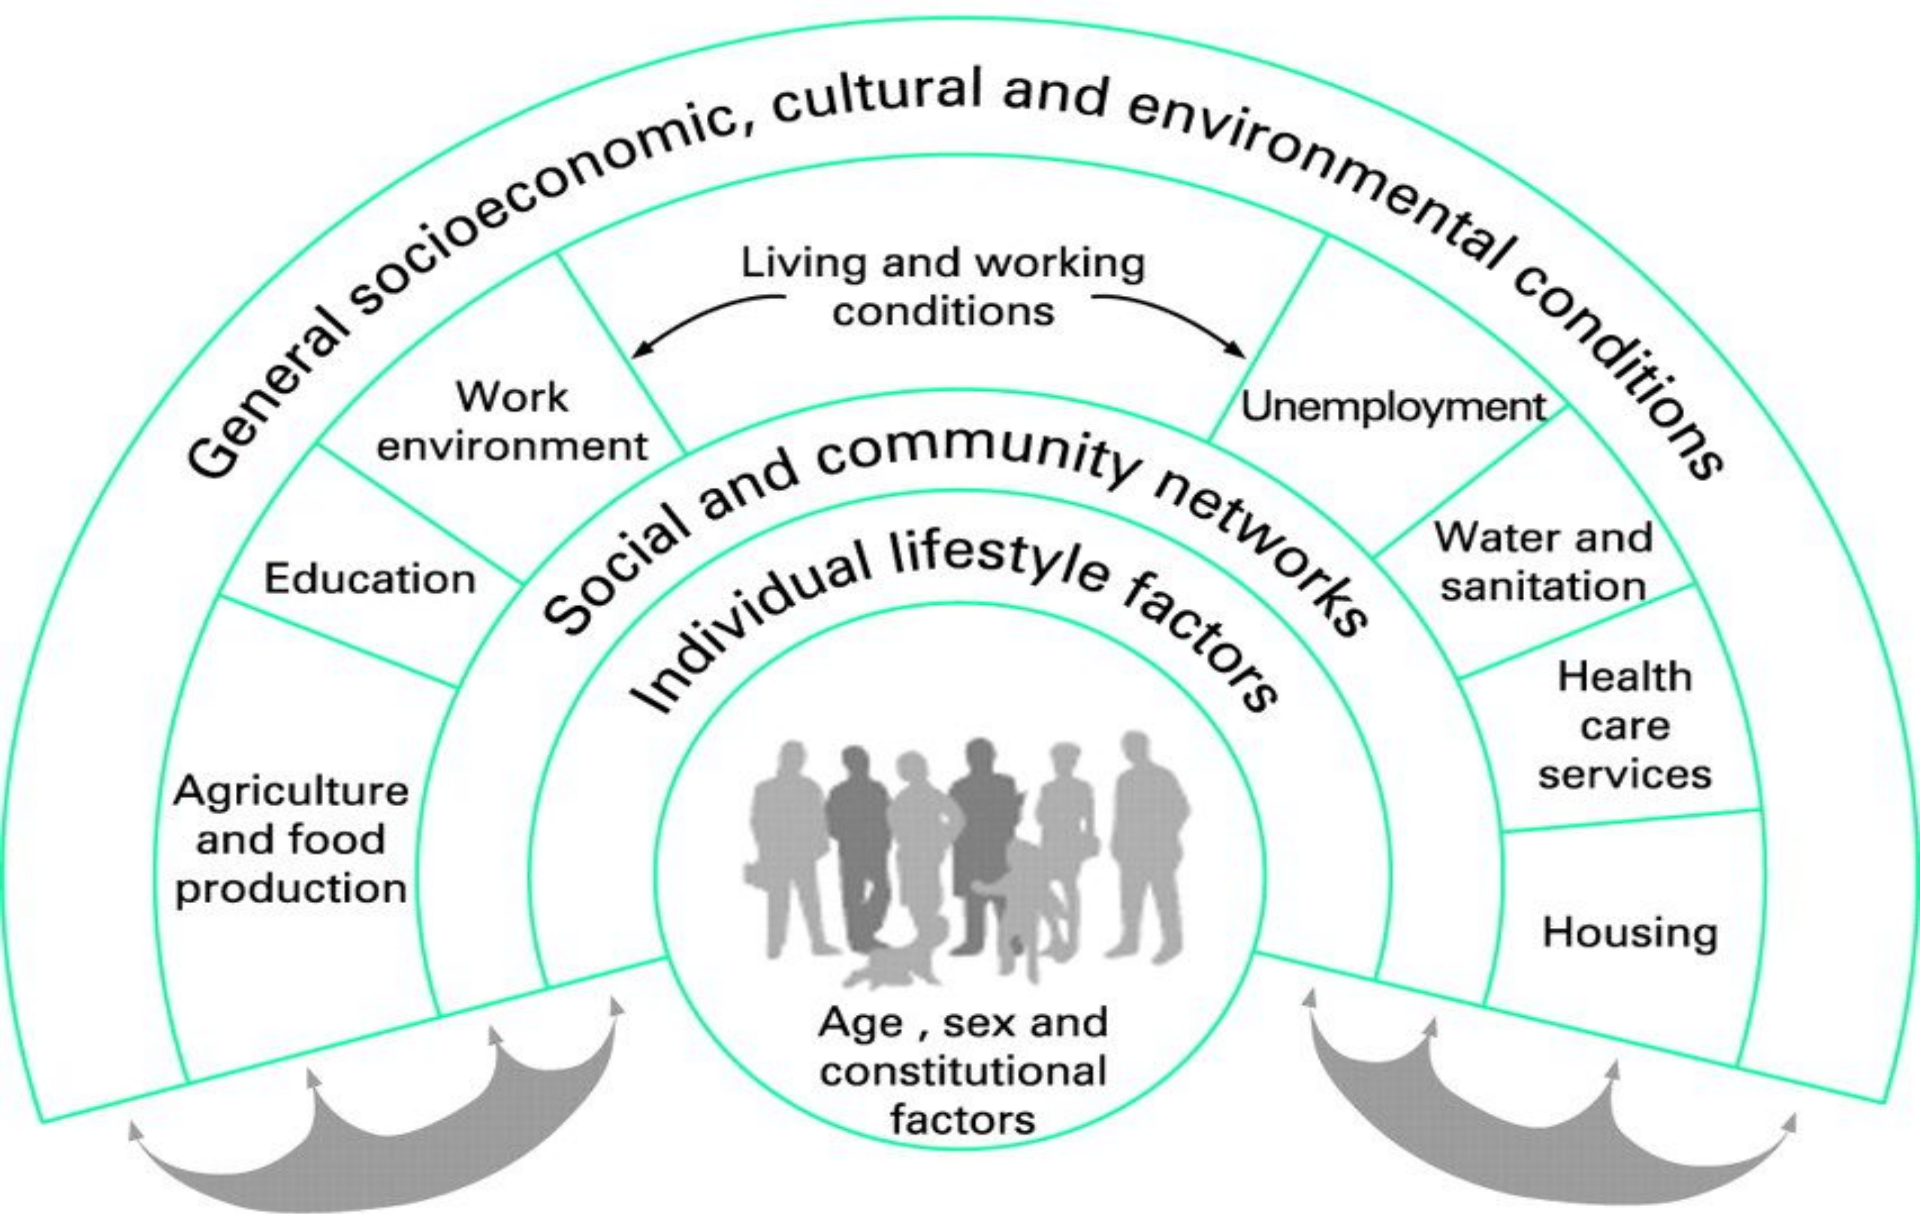 General socioeconomic, cultural and environmental conditions
Living and working
conditions
Work
environment
Unemployment
Education
Water and
sanitation
Agriculture
and food
production
Health
care
services
Housing
Social and community networks
Individual lifestyle factors
Age , sex and
constitutional
factors